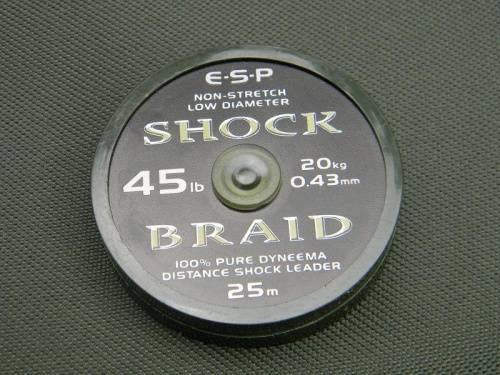 E-S-P
NON-STRETCH
LOW DIAMETER
SHOCK
45lb
20kg
0.43mm
BRAID
100% PURE DYNEEMA
DISTANCE SHOCK LEADER
25m